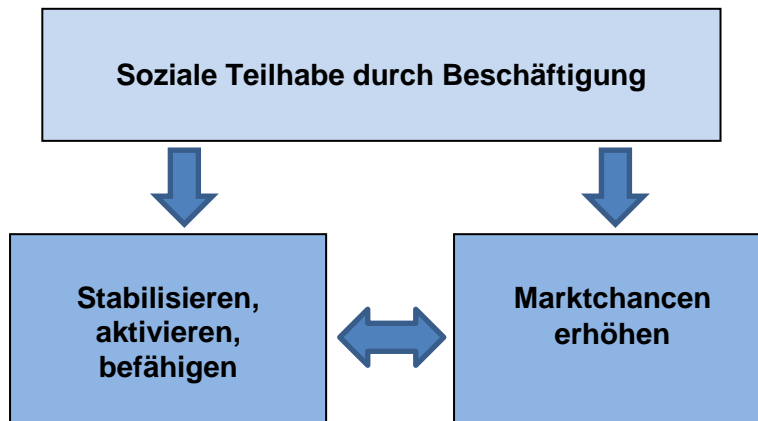 Soziale Teilhabe durch Beschäftigung
Stabilisieren,
aktivieren,
befähigen
Marktchancen
erhöhen